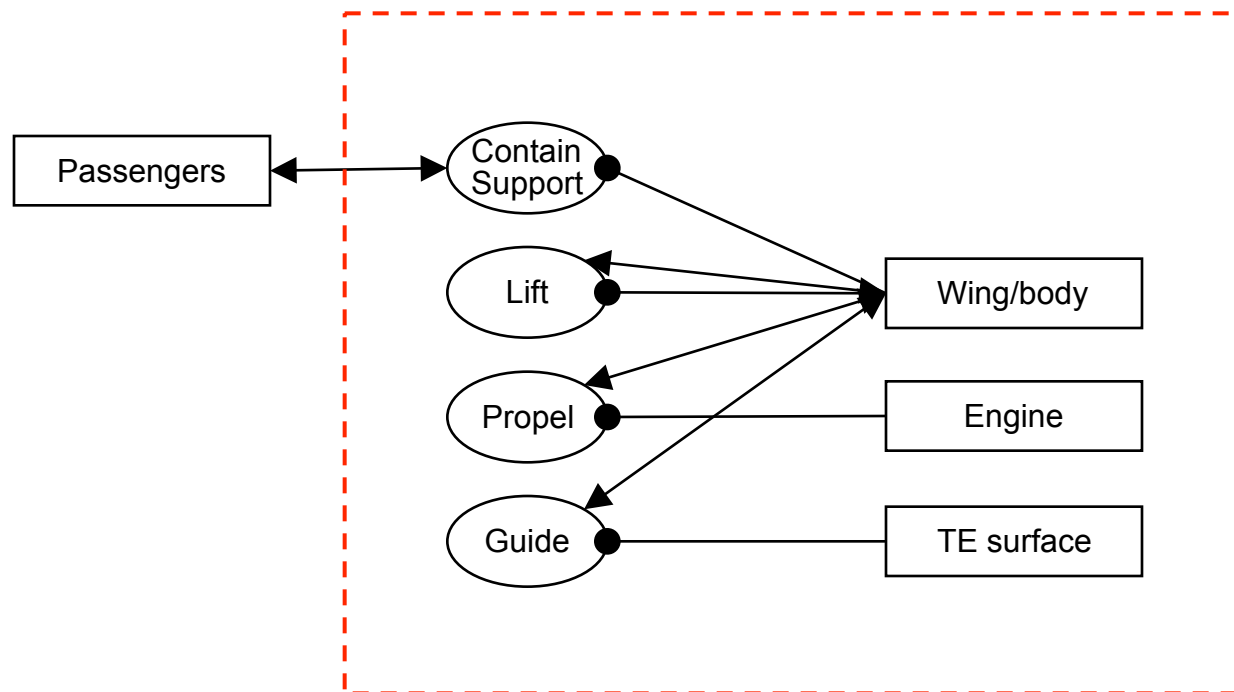 Passengers
Contain
Support
Lift
Wing/body
Propel
Engine
Guide
TE surface